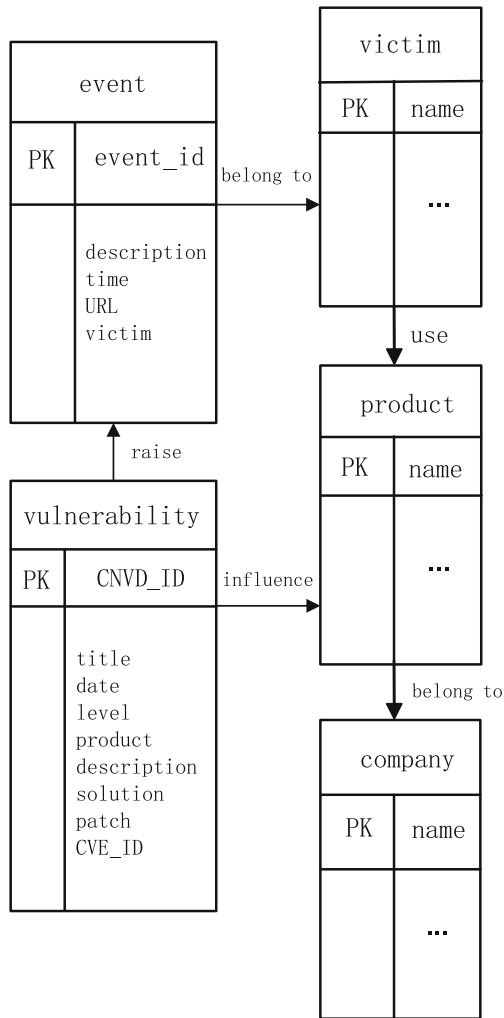 event
PK event_id
description
time
URL
victim
belong to
victim
PK name
...
use
raise
product
PK name
...
vulnerability
PK CNVD_ID
title
date
level
product
description
solution
patch
CVE_ID
influence
belong to
company
PK name
...